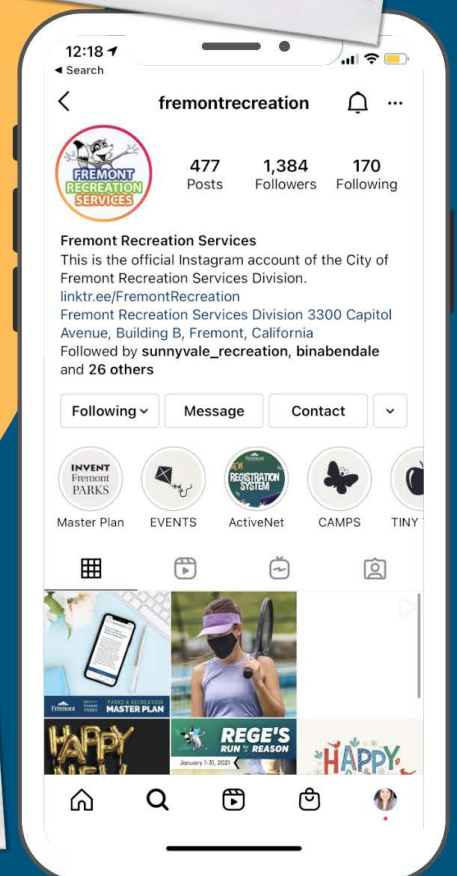 12:18
◄ Search
fremontrecreation
...
FREMONT
RECREATION
SERVICES
477
Posts
1,384
Followers
170
Following
Fremont Recreation Services
This is the official Instagram account of the City of
Fremont Recreation Services Division.
linktr.ee/FremontRecreation
Fremont Recreation Services Division 3300 Capitol
Avenue, Building B, Fremont, California
Followed by sunnyvale_recreation, binabendale
and 26 others
Following
Message
Contact
INVENT
Fremont
PARKS
Fremont
NEW
REGISTRATION
SYSTEM
Master Plan
EVENTS
ActiveNet
CAMPS
TINY
Fremont
Fremont
PARKS
PARKS & RECREATION
MASTER PLAN
HAPPY
REGE'S
RUN 4 REASON
January 1-31, 2021
HAPPY